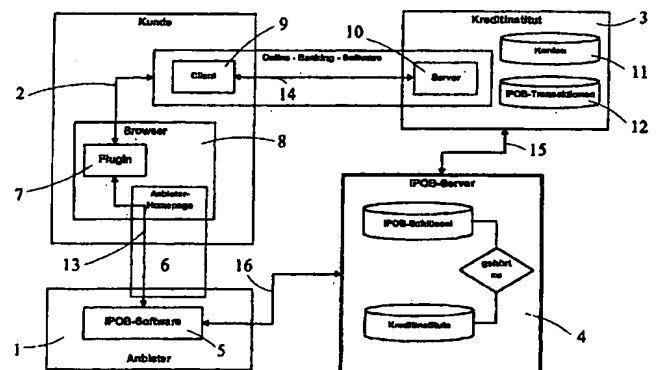 Kunde
9
Kreditinstitut
3
Online - Banking - Software
10
Konten
2
Client
Server
11
14
IPOB-Transaktionen
12
Browser
8
15
PlugIn
7
IPOB-Server
Anbieter-
Homepage
IPOB-Schlüssel
13
6
16
gehört
zu
IPOB-Software
Kreditinstitute
1
5
4
Anbieter